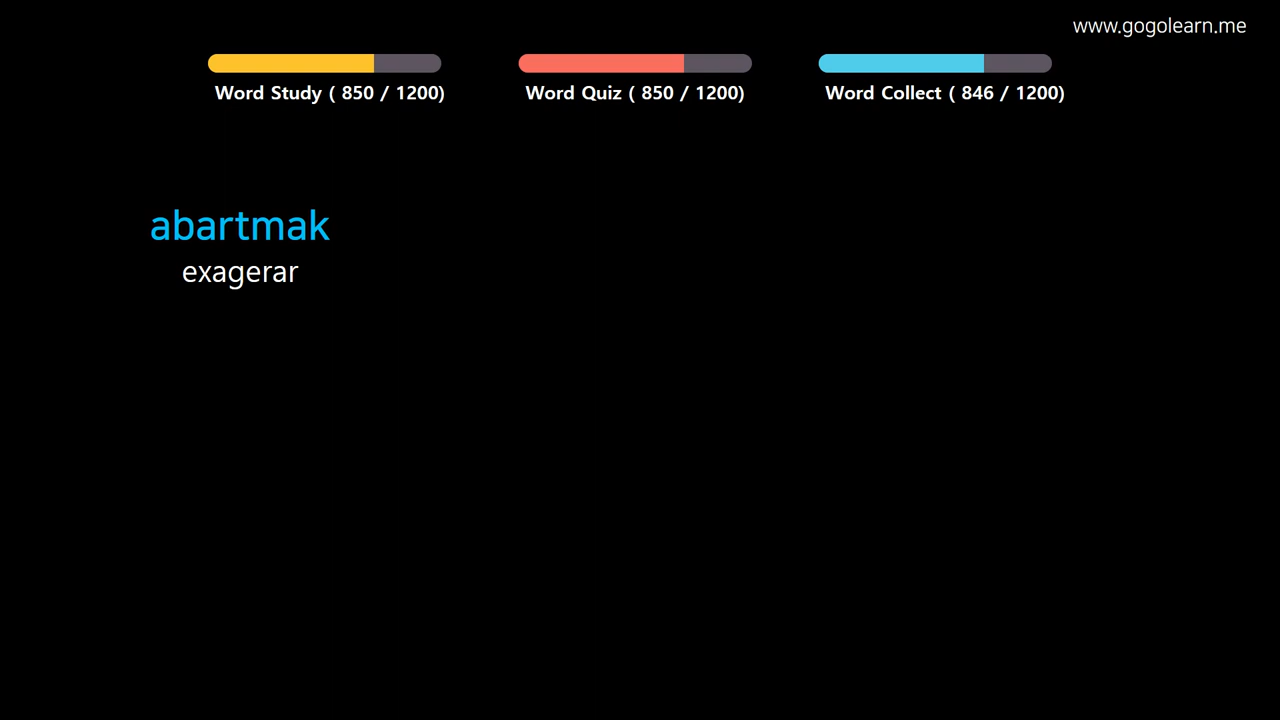 www.gogolearn.me
Word Study ( 850 / 1200)
Word Quiz ( 850 / 1200)
Word Collect ( 846 / 1200)
abartmak
exagerar